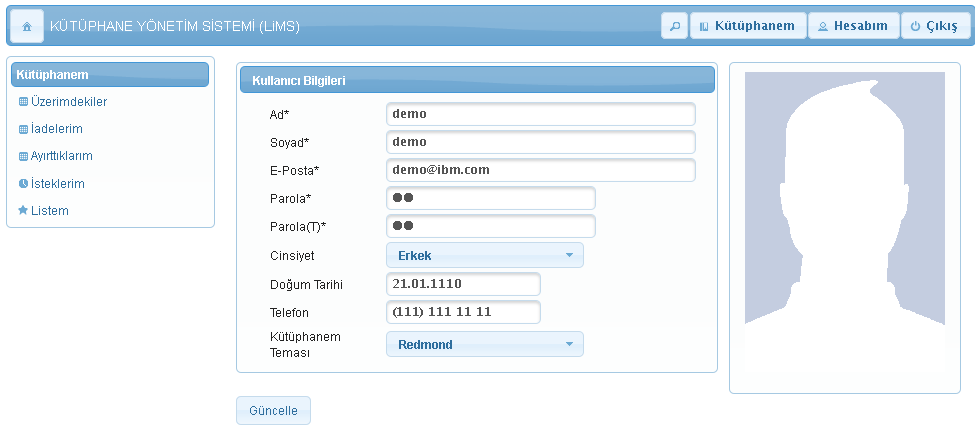 KÜTÜPHANE YÖNETİM SİSTEMİ (LiMS)
Kütüphanem
Hesabım
Çıkış
Kütüphanem
Üzerimdekiler
İadelerim
Ayırttıklarım
İsteklerim
Listem
Kullanıcı Bilgileri
Ad* demo
Soyad* demo
E-Posta* demo@ibm.com
Parola* ●●
Parola(T)* ●●
Cinsiyet Erkek
Doğum Tarihi 21.01.1110
Telefon (111) 111 11 11
Kütüphanem
Teması Redmond
Güncelle